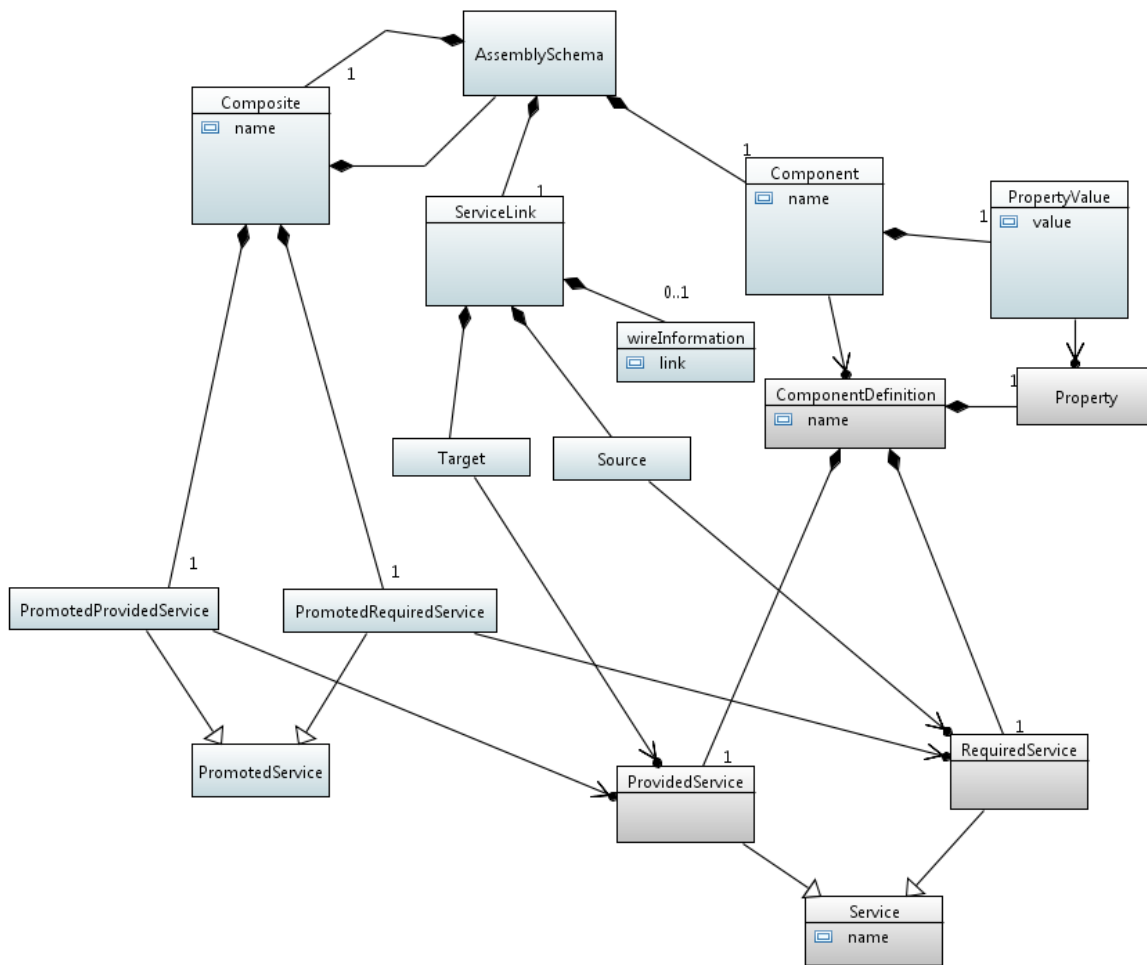 AssemblySchema
1
Composite
name
1
Component
name
PropertyValue
value
1
1
ServiceLink
0..1
wireInformation
link
ComponentDefinition
name
1
Property
Target
Source
1
1
PromotedProvidedService
PromotedRequiredService
1
1
PromotedService
ProvidedService
RequiredService
Service
name